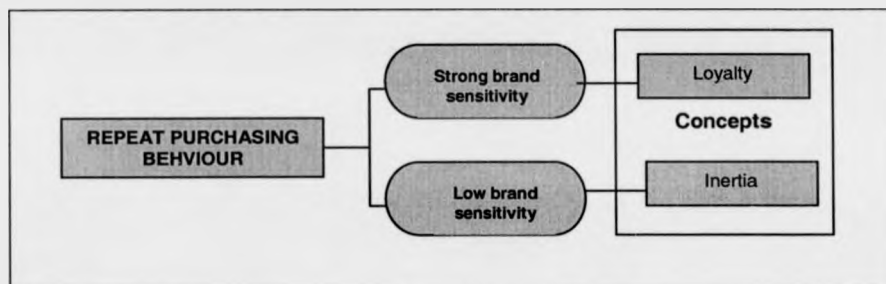 REPEAT PURCHASING
BEHVIOUR
Strong brand
sensitivity
Low brand
sensitivity
Loyalty
Concepts
Inertia